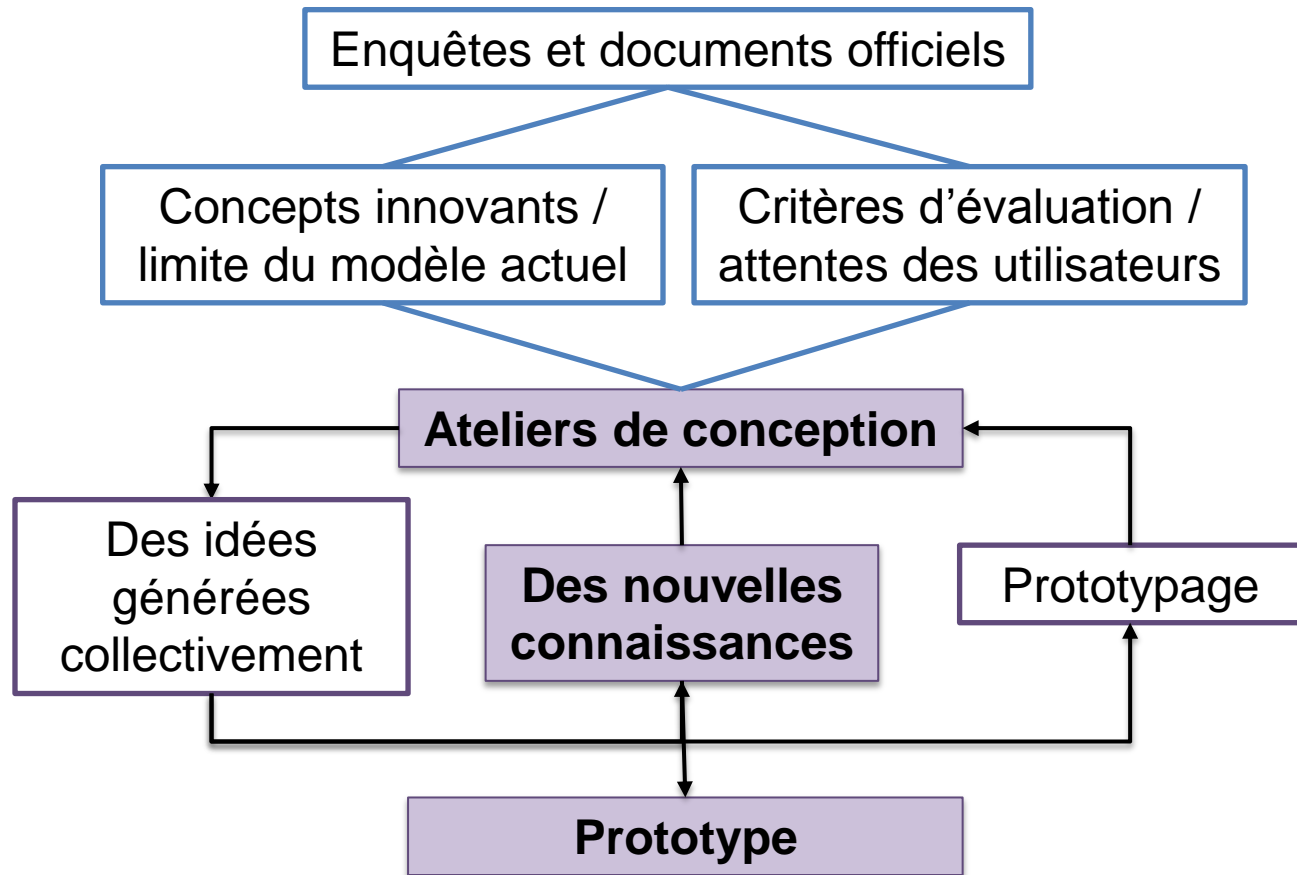 Enquêtes et documents officiels
Concepts innovants /
limite du modèle actuel
Critères d’évaluation /
attentes des utilisateurs
Ateliers de conception
Des idées
générées
collectivement
Des nouvelles
connaissances
Prototypage
Prototype